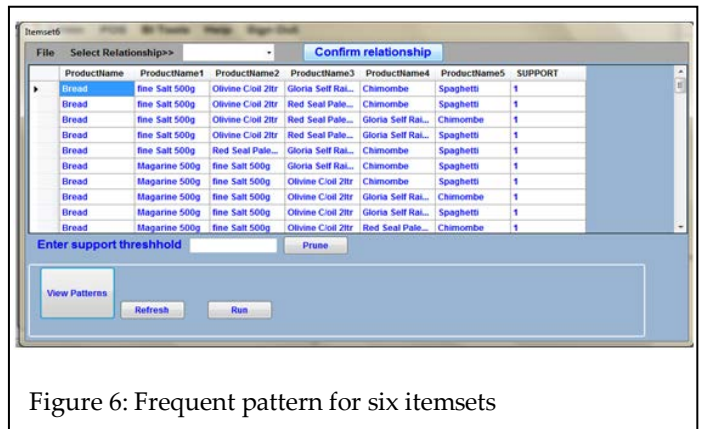 Itemset6
File Select Relationship>> Confirm relationship
ProductName ProductName1 ProductName2 ProductName3 ProductName4 ProductName5 SUPPORT
Bread fine Salt 500g Olivine C/oil 2ltr Gloria Self Rai... Chimombe Spaghetti 1
Bread fine Salt 500g Olivine C/oil 2ltr Red Seal Pale... Chimombe Spaghetti 1
Bread fine Salt 500g Olivine C/oil 2ltr Red Seal Pale... Gloria Self Rai... Chimombe 1
Bread fine Salt 500g Olivine C/oil 2ltr Red Seal Pale... Gloria Self Rai... Spaghetti 1
Bread fine Salt 500g Red Seal Pale... Gloria Self Rai... Chimombe Spaghetti 1
Bread Magarine 500g fine Salt 500g Gloria Self Rai... Chimombe Spaghetti 1
Bread Magarine 500g fine Salt 500g Olivine C/oil 2ltr Chimombe Spaghetti 1
Bread Magarine 500g fine Salt 500g Olivine C/oil 2ltr Gloria Self Rai... Chimombe 1
Bread Magarine 500g fine Salt 500g Olivine C/oil 2ltr Gloria Self Rai... Spaghetti 1
Bread Magarine 500g fine Salt 500g Olivine C/oil 2ltr Red Seal Pale... Chimombe 1
Enter support threshhold Prune
View Patterns
Refresh Run
Figure 6: Frequent pattern for six itemsets